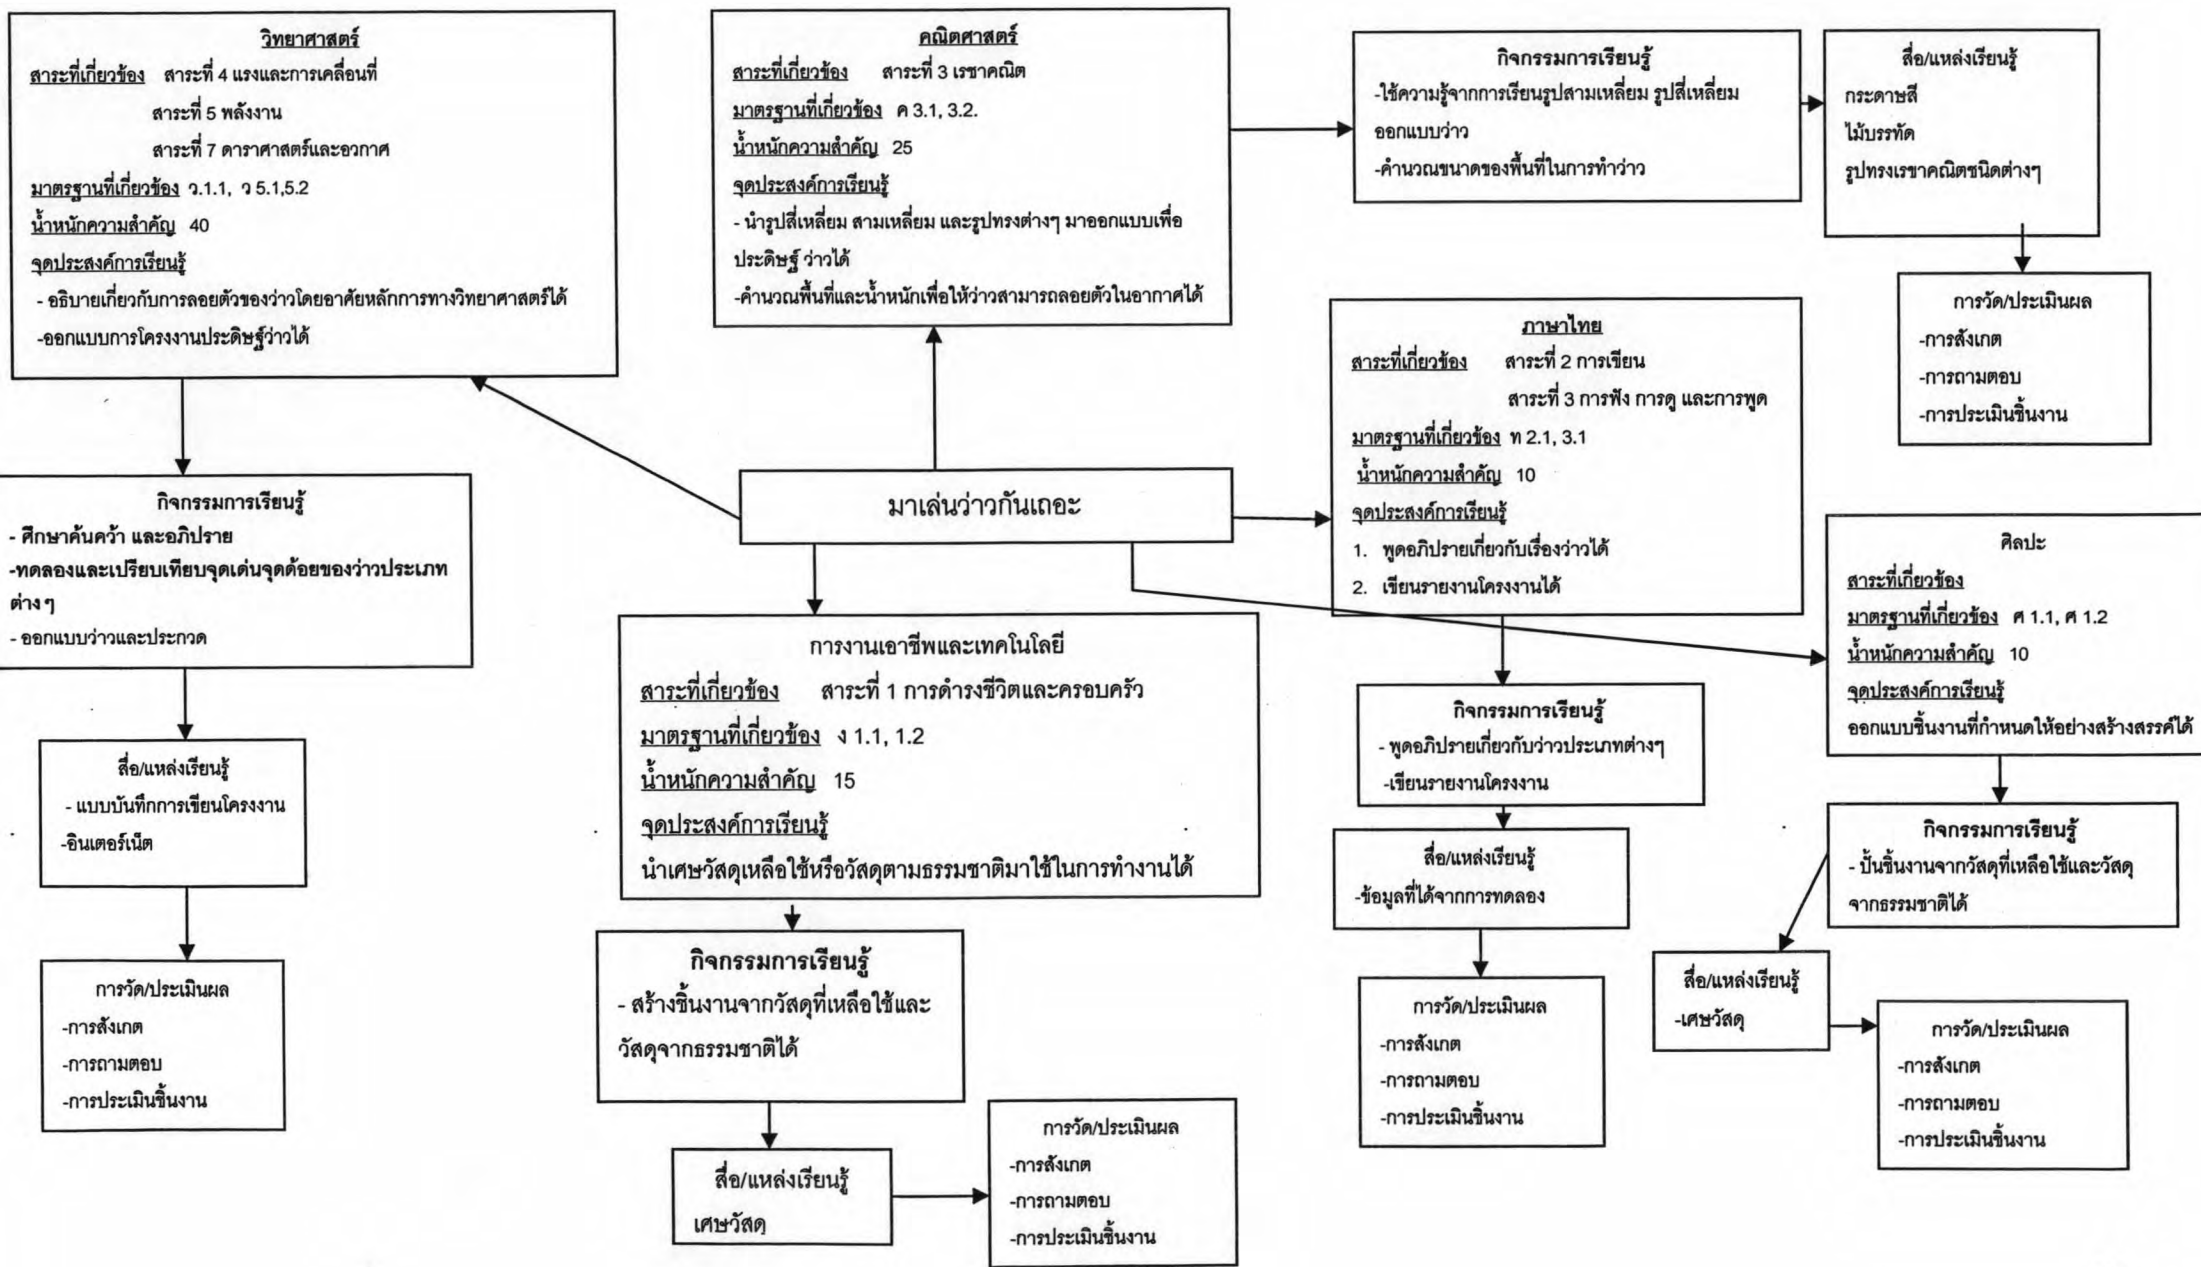 วิทยาศาสตร์
สาระที่เกี่ยวข้อง สาระที่ 4 แรงและการเคลื่อนที่
สาระที่ 5 พลังงาน
สาระที่ 7 ดาราศาสตร์และอวกาศ
มาตรฐานที่เกี่ยวข้อง ว.1.1, ว 5.1,5.2
น้ำหนักความสำคัญ 40
จุดประสงค์การเรียนรู้
- อธิบายเกี่ยวกับการลอยตัวของว่าวโดยอาศัยหลักการทางวิทยาศาสตร์ได้
-ออกแบบการโครงงานประดิษฐ์ว่าวได้
คณิตศาสตร์
สาระที่เกี่ยวข้อง สาระที่ 3 เรขาคณิต
มาตรฐานที่เกี่ยวข้อง ค 3.1, 3.2.
น้ำหนักความสำคัญ 25
จุดประสงค์การเรียนรู้
- นำรูปสี่เหลี่ยม สามเหลี่ยม และรูปทรงต่างๆ มาออกแบบเพื่อ
ประดิษฐ์ ว่าวได้
-คำนวณพื้นที่และน้ำหนักเพื่อให้ว่าวสามารถลอยตัวในอากาศได้
กิจกรรมการเรียนรู้
-ใช้ความรู้จากการเรียนรูปสามเหลี่ยม รูปสี่เหลี่ยม
ออกแบบว่าว
-คำนวณขนาดของพื้นที่ในการทำว่าว
สื่อ/แหล่งเรียนรู้
กระดาษสี
ไม้บรรทัด
รูปทรงเรขาคณิตชนิดต่างๆ
การวัด/ประเมินผล
-การสังเกต
-การถามตอบ
-การประเมินชิ้นงาน
ภาษาไทย
สาระที่เกี่ยวข้อง สาระที่ 2 การเขียน
สาระที่ 3 การฟัง การดู และการพูด
มาตรฐานที่เกี่ยวข้อง ท 2.1, 3.1
น้ำหนักความสำคัญ 10
จุดประสงค์การเรียนรู้
1. พูดอภิปรายเกี่ยวกับเรื่องว่าวได้
2. เขียนรายงานโครงงานได้
มาเล่นว่าวกันเถอะ
กิจกรรมการเรียนรู้
- ศึกษาค้นคว้า และอภิปราย
-ทดลองและเปรียบเทียบจุดเด่นจุดด้อยของว่าวประเภท
ต่าง ๆ
- ออกแบบว่าวและประกวด
สื่อ/แหล่งเรียนรู้
- แบบบันทึกการเขียนโครงงาน
-อินเตอร์เน็ต
การวัด/ประเมินผล
-การสังเกต
-การถามตอบ
-การประเมินชิ้นงาน
การงานอาชีพและเทคโนโลยี
สาระที่เกี่ยวข้อง สาระที่ 1 การดำรงชีวิตและครอบครัว
มาตรฐานที่เกี่ยวข้อง ง 1.1, 1.2
น้ำหนักความสำคัญ 15
จุดประสงค์การเรียนรู้
นำเศษวัสดุเหลือใช้หรือวัสดุตามธรรมชาติมาใช้ในการทำงานได้
กิจกรรมการเรียนรู้
- สร้างชิ้นงานจากวัสดุที่เหลือใช้และ
วัสดุจากธรรมชาติได้
สื่อ/แหล่งเรียนรู้
เศษวัสดุ
การวัด/ประเมินผล
-การสังเกต
-การถามตอบ
-การประเมินชิ้นงาน
กิจกรรมการเรียนรู้
- พูดอภิปรายเกี่ยวกับว่าวประเภทต่างๆ
-เขียนรายงานโครงงาน
สื่อ/แหล่งเรียนรู้
-ข้อมูลที่ได้จากการทดลอง
การวัด/ประเมินผล
-การสังเกต
-การถามตอบ
-การประเมินชิ้นงาน
ศิลปะ
สาระที่เกี่ยวข้อง
มาตรฐานที่เกี่ยวข้อง ศ 1.1, ศ 1.2
น้ำหนักความสำคัญ 10
จุดประสงค์การเรียนรู้
ออกแบบชิ้นงานที่กำหนดให้อย่างสร้างสรรค์ได้
กิจกรรมการเรียนรู้
- ปั้นชิ้นงานจากวัสดุที่เหลือใช้และวัสดุ
จากธรรมชาติได้
สื่อ/แหล่งเรียนรู้
-เศษวัสดุ
การวัด/ประเมินผล
-การสังเกต
-การถามตอบ
-การประเมินชิ้นงาน